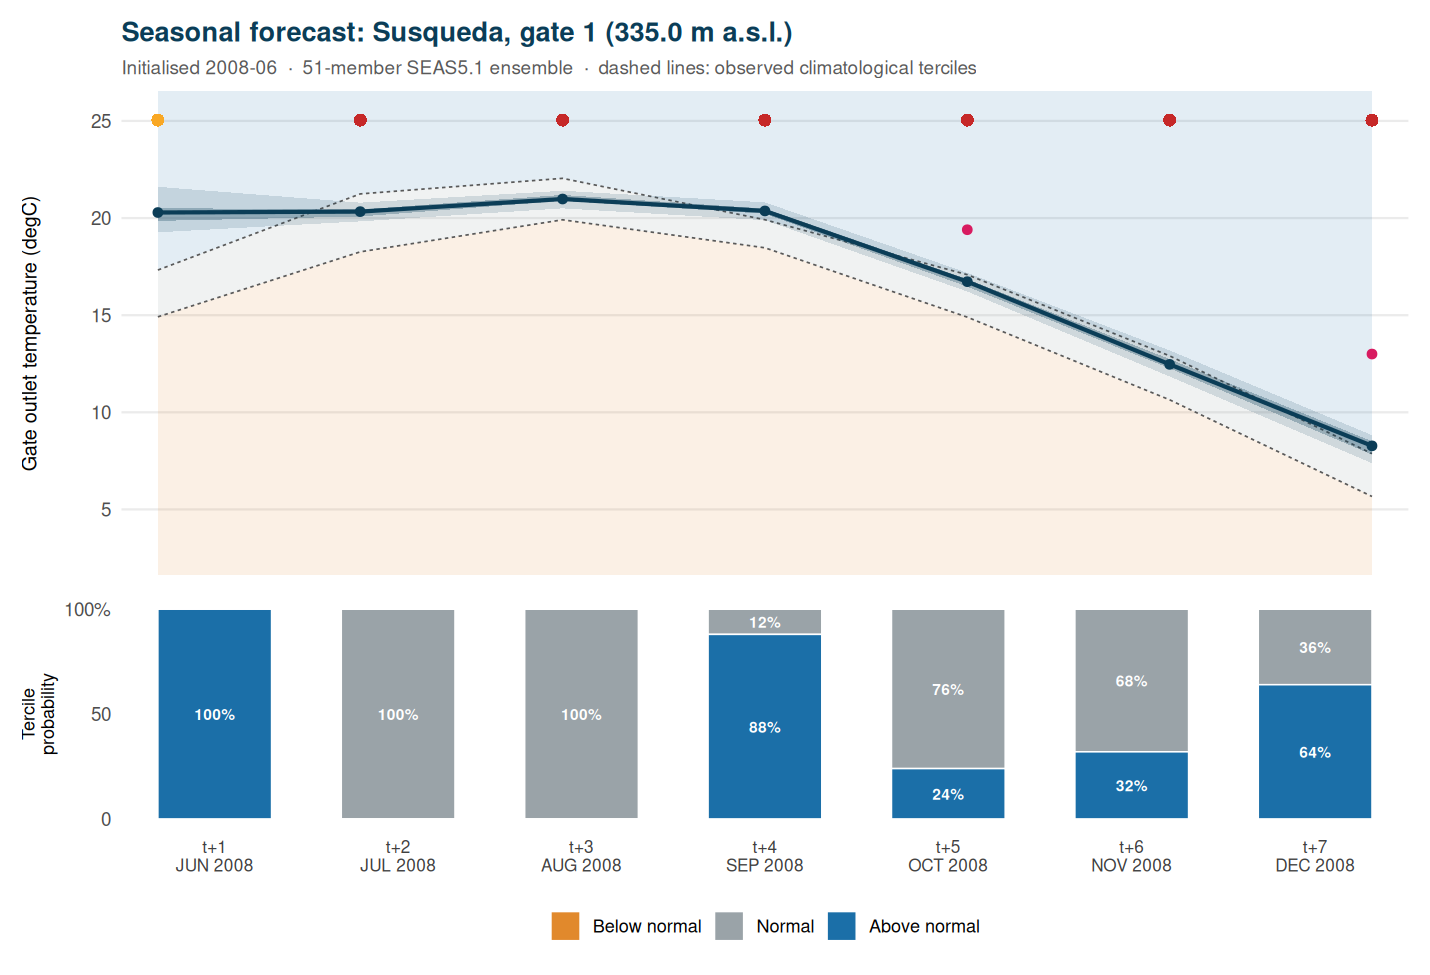 Seasonal forecast: Susqueda, gate 1 (335.0 m a.s.l.)
Initialised 2008-06 · 51-member SEAS5.1 ensemble · dashed lines: observed climatological terciles
Gate outlet temperature (degC)
25
20
15
10
5
Tercile
probability
100%
50
0
100%
100%
100%
12%
88%
76%
24%
68%
32%
36%
64%
t+1
JUN 2008
t+2
JUL 2008
t+3
AUG 2008
t+4
SEP 2008
t+5
OCT 2008
t+6
NOV 2008
t+7
DEC 2008
Below normal
Normal
Above normal